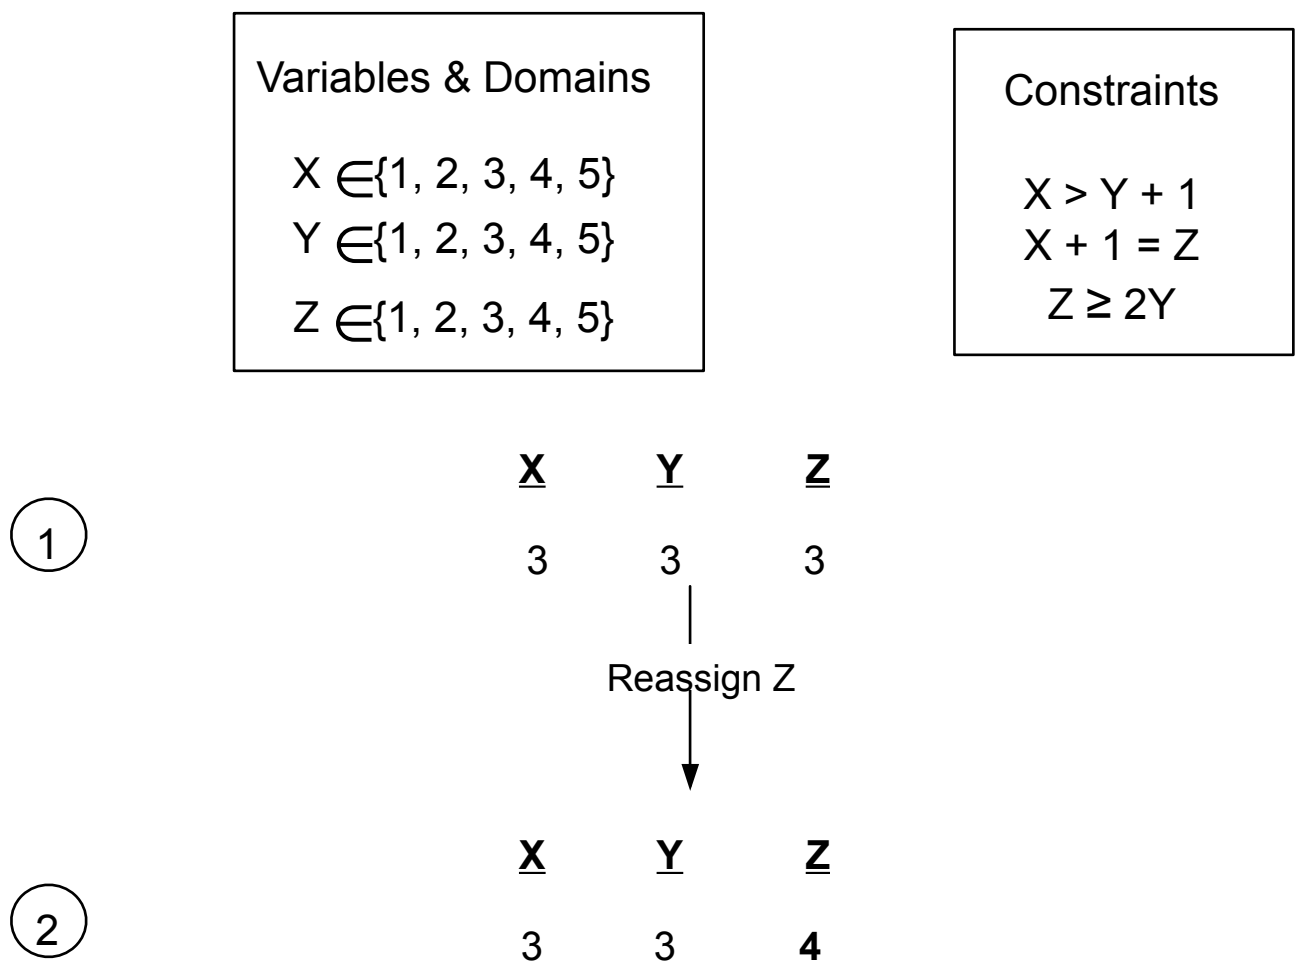 Variables & Domains
X ∈{1, 2, 3, 4, 5}
Y ∈{1, 2, 3, 4, 5}
Z ∈{1, 2, 3, 4, 5}
Constraints
X > Y + 1
X + 1 = Z
Z ≥ 2Y
X Y Z
1
3 3 3
Reassign Z
X Y Z
2
3 3 4